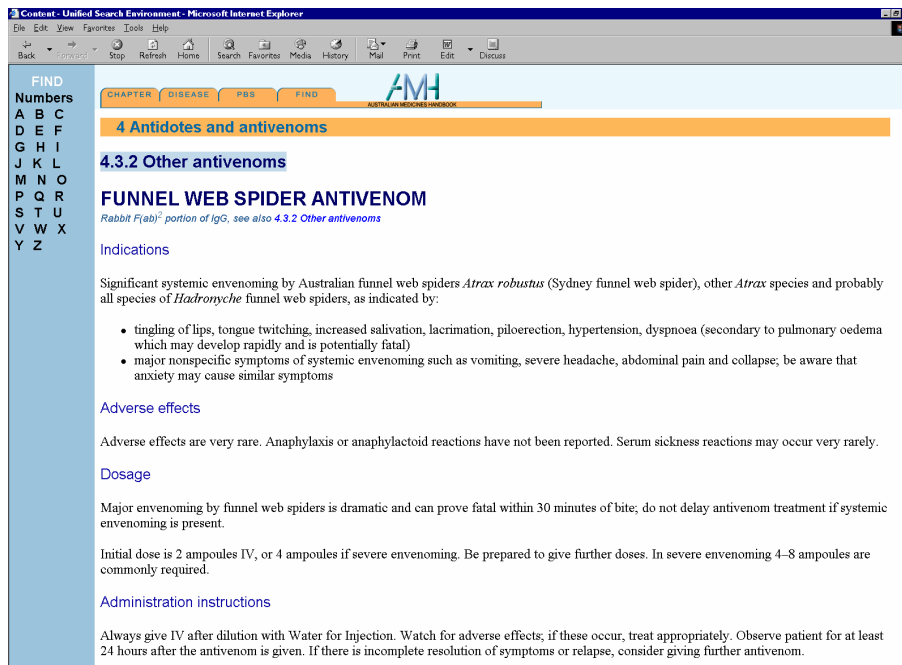 Content - Unified Search Environment - Microsoft Internet Explorer
File Edit View Favorites Tools Help
Back Forward Stop Refresh Home Search Favorites Media History Mail Print Edit Discuss
FIND
Numbers
A B C
D E F
G H I
J K L
M N O
P Q R
S T U
V W X
Y Z
CHAPTER DISEASE PBS FIND
AMH
AUSTRALIAN MEDICINES HANDBOOK
4 Antidotes and antivenoms
4.3.2 Other antivenoms
FUNNEL WEB SPIDER ANTIVENOM
Rabbit F(ab)2 portion of IgG, see also 4.3.2 Other antivenoms
Indications
Significant systemic envenoming by Australian funnel web spiders Atrax robustus (Sydney funnel web spider), other Atrax species and probably
all species of Hadronyche funnel web spiders, as indicated by:
• tingling of lips, tongue twitching, increased salivation, lacrimation, piloerection, hypertension, dyspnoea (secondary to pulmonary oedema
which may develop rapidly and is potentially fatal)
• major nonspecific symptoms of systemic envenoming such as vomiting, severe headache, abdominal pain and collapse; be aware that
anxiety may cause similar symptoms
Adverse effects
Adverse effects are very rare. Anaphylaxis or anaphylactoid reactions have not been reported. Serum sickness reactions may occur very rarely.
Dosage
Major envenoming by funnel web spiders is dramatic and can prove fatal within 30 minutes of bite; do not delay antivenom treatment if systemic
envenoming is present.
Initial dose is 2 ampoules IV, or 4 ampoules if severe envenoming. Be prepared to give further doses. In severe envenoming 4–8 ampoules are
commonly required.
Administration instructions
Always give IV after dilution with Water for Injection. Watch for adverse effects; if these occur, treat appropriately. Observe patient for at least
24 hours after the antivenom is given. If there is incomplete resolution of symptoms or relapse, consider giving further antivenom.